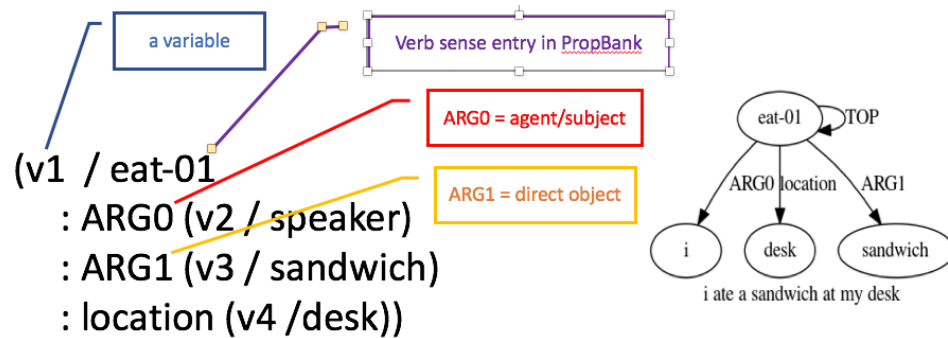 a variable
Verb sense entry in PropBank
ARG0 = agent/subject
ARG1 = direct object
(v1 / eat-01
: ARG0 (v2 / speaker)
: ARG1 (v3 / sandwich)
: location (v4 /desk))
eat-01
TOP
ARG0 location ARG1
i desk sandwich
i ate a sandwich at my desk